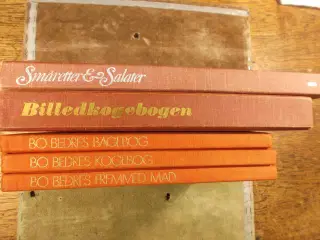 Småretter & Salater
Billedkogebogen
BO BEDRE'S BAGEBOG
BO BEDRE'S KOGEBOG
BO BEDRE'S FREMMED MAD